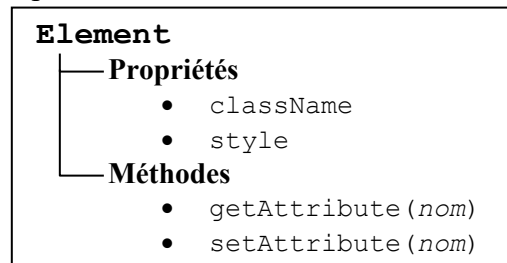 Element
Propriétés
• className
• style
Méthodes
• getAttribute(nom)
• setAttribute(nom)